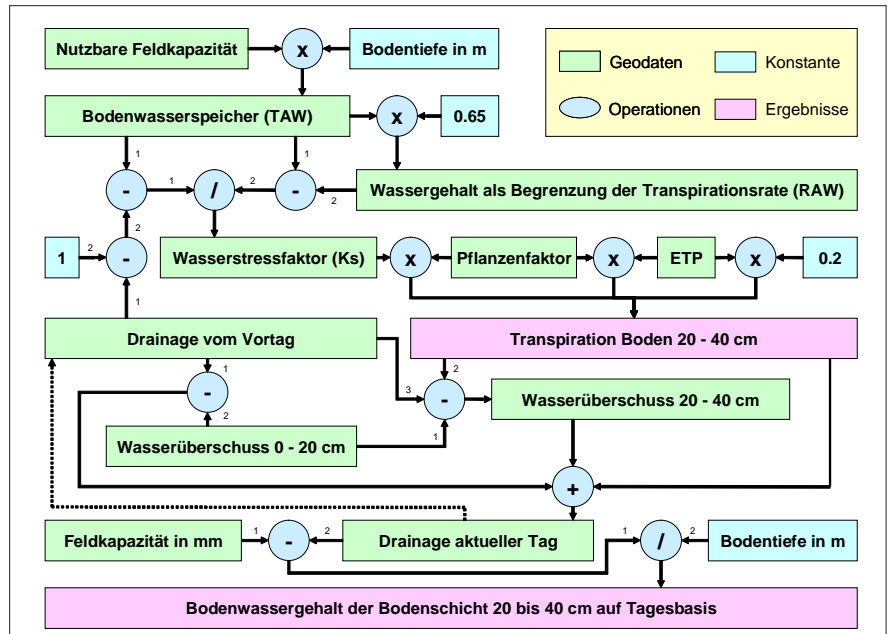 Nutzbare Feldkapazität
x
Bodentiefe in m
Geodaten
Konstante
Operationen
Ergebnisse
Bodenwasserspeicher (TAW)
x
0.65
1
1
-
1
/
2
-
2
Wassergehalt als Begrenzung der Transpirationsrate (RAW)
2
1
2
-
Wasserstressfaktor (Ks)
x
Pflanzenfaktor
x
ETP
x
0.2
1
Drainage vom Vortag
Transpiration Boden 20 - 40 cm
1
-
2
2
3
-
1
Wasserüberschuss 20 - 40 cm
Wasserüberschuss 0 - 20 cm
+
Feldkapazität in mm
1
-
2
Drainage aktueller Tag
1
/
2
Bodentiefe in m
Bodenwassergehalt der Bodenschicht 20 bis 40 cm auf Tagesbasis